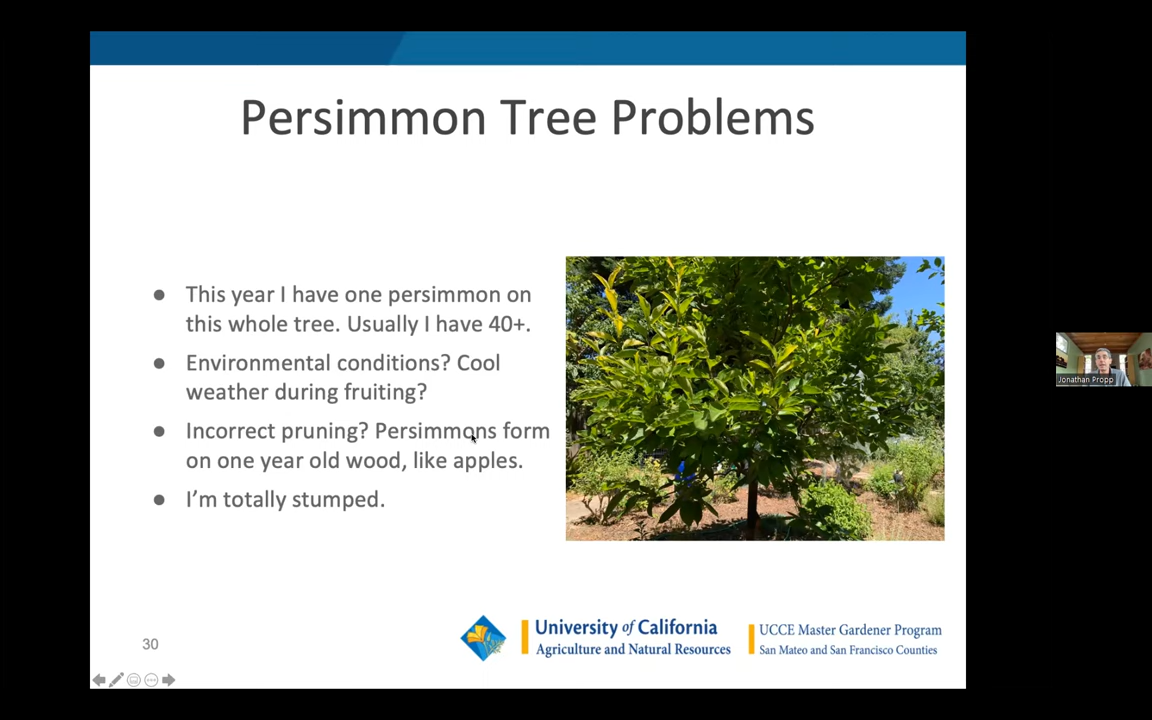 Persimmon Tree Problems
● This year I have one persimmon on
this whole tree. Usually I have 40+.
● Environmental conditions? Cool
weather during fruiting?
● Incorrect pruning? Persimmons form
on one year old wood, like apples.
● I'm totally stumped.
Jonathan Propp
30
University of California
Agriculture and Natural Resources
UCCE Master Gardener Program
San Mateo and San Francisco Counties